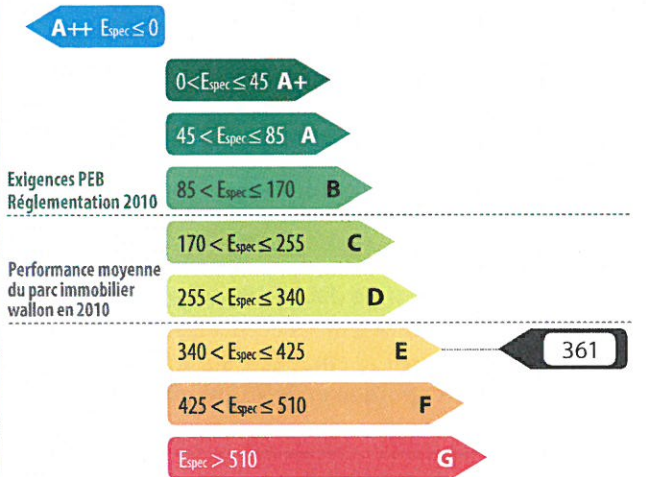 A++ Espec ≤ 0
0 < Espec ≤ 45 A+
45 < Espec ≤ 85 A
Exigences PEB
Réglementation 2010
85 < Espec ≤ 170 B
170 < Espec ≤ 255 C
Performance moyenne
du parc immobilier
wallon en 2010
255 < Espec ≤ 340 D
340 < Espec ≤ 425 E
361
425 < Espec ≤ 510 F
Espec > 510 G